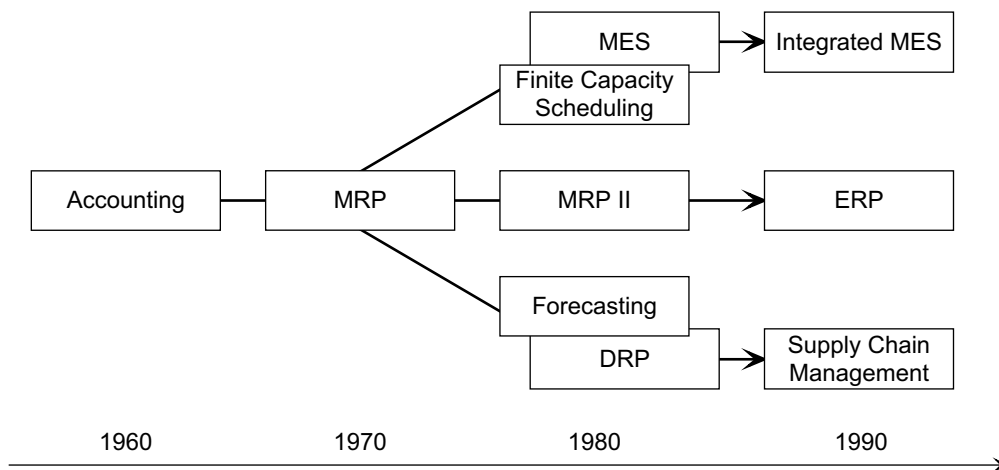 MES
Integrated MES
Finite Capacity
Scheduling
Accounting
MRP
MRP II
ERP
Forecasting
DRP
Supply Chain
Management
1960
1970
1980
1990